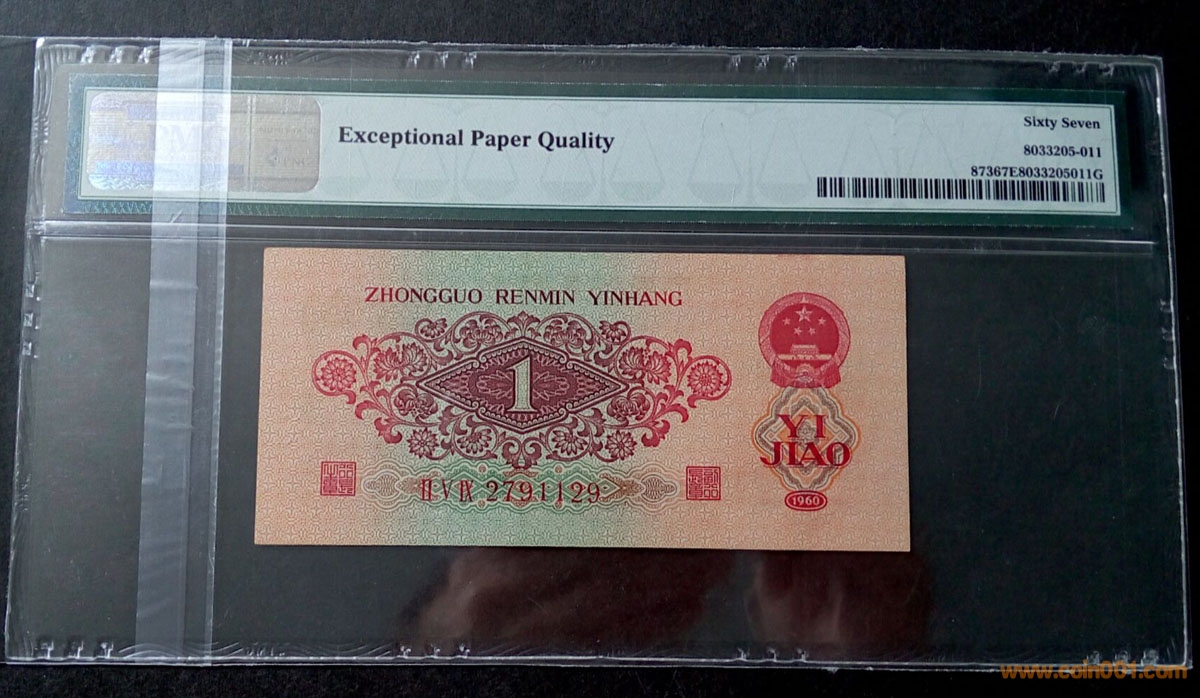 Exceptional Paper Quality
Sixty Seven
8033205-011
87367E8033205011G
ZHONGGUO RENMIN YINHANG
1
YI
JIAO
II V IX 2791129
1960
www.coin001.com